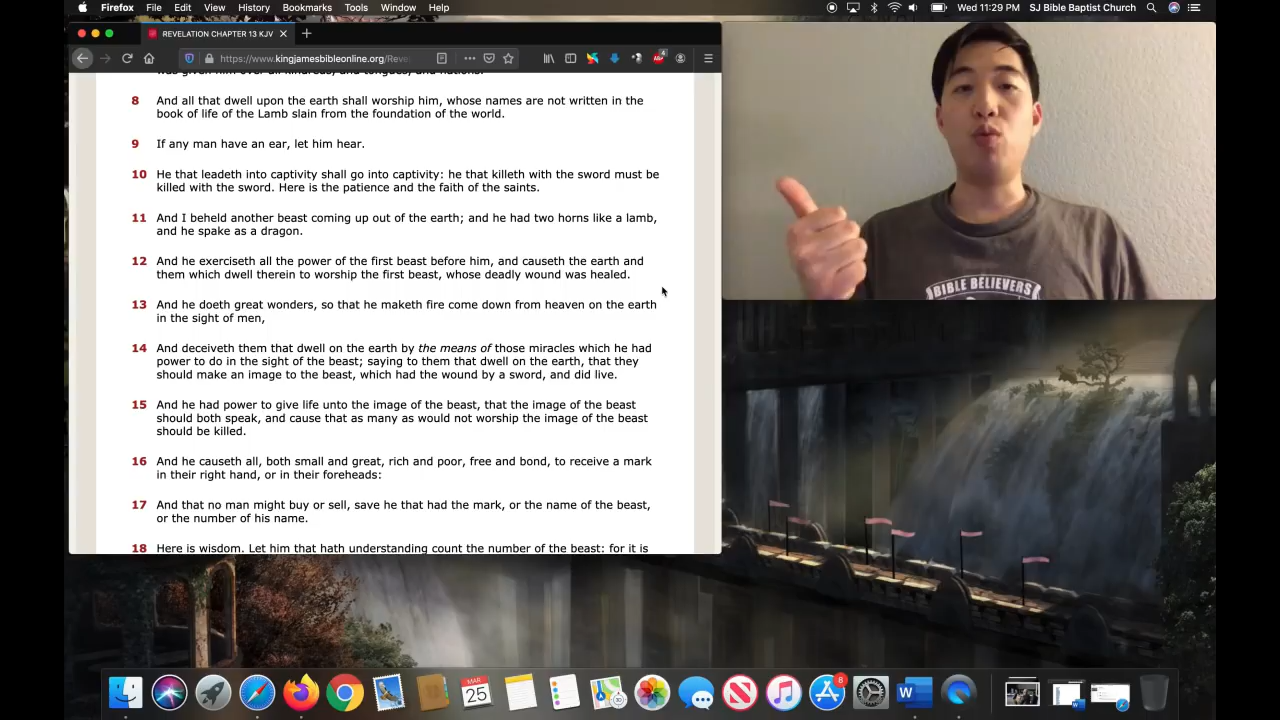 Firefox File Edit View History Bookmarks Tools Window Help Wed 11:29 PM SJ Bible Baptist Church
REVELATION CHAPTER 13 KJV
https://www.kingjamesbibleonline.org/Reve
was given him over all kindreds, and tongues, and nations.
8 And all that dwell upon the earth shall worship him, whose names are not written in the
book of life of the Lamb slain from the foundation of the world.
9 If any man have an ear, let him hear.
10 He that leadeth into captivity shall go into captivity: he that killeth with the sword must be
killed with the sword. Here is the patience and the faith of the saints.
11 And I beheld another beast coming up out of the earth; and he had two horns like a lamb,
and he spake as a dragon.
12 And he exerciseth all the power of the first beast before him, and causeth the earth and
them which dwell therein to worship the first beast, whose deadly wound was healed.
13 And he doeth great wonders, so that he maketh fire come down from heaven on the earth
in the sight of men,
14 And deceiveth them that dwell on the earth by the means of those miracles which he had
power to do in the sight of the beast; saying to them that dwell on the earth, that they
should make an image to the beast, which had the wound by a sword, and did live.
15 And he had power to give life unto the image of the beast, that the image of the beast
should both speak, and cause that as many as would not worship the image of the beast
should be killed.
16 And he causeth all, both small and great, rich and poor, free and bond, to receive a mark
in their right hand, or in their foreheads:
17 And that no man might buy or sell, save he that had the mark, or the name of the beast,
or the number of his name.
18 Here is wisdom. Let him that hath understanding count the number of the beast: for it is
BIBLE BELIEVERS
MAR
25
8
W